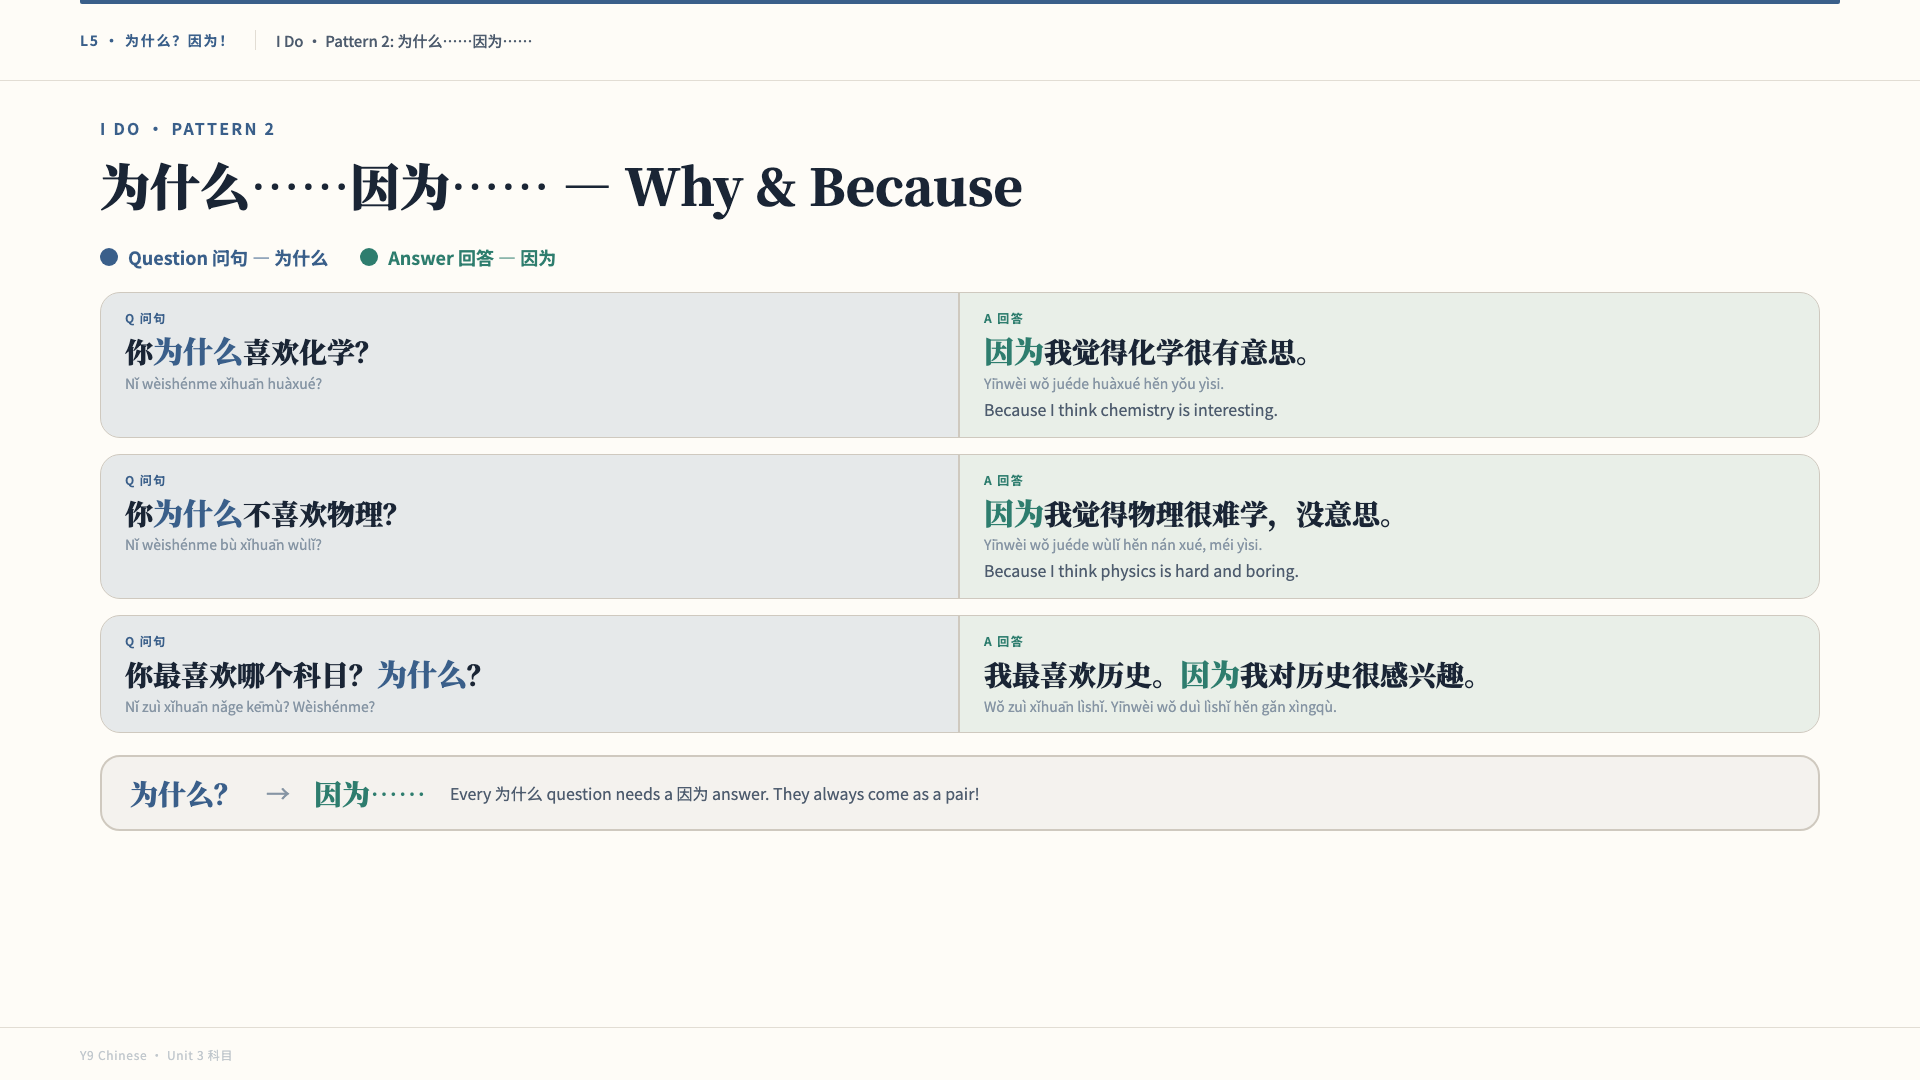 L5 • 为什么？因为！
I Do • Pattern 2: 为什么……因为……
I DO • PATTERN 2
为什么……因为…… — Why & Because
Question 问句 — 为什么
Answer 回答 — 因为
Q 问句
你为什么喜欢化学？
Nǐ wèishénme xǐhuān huàxué?
A 回答
因为我觉得化学很有意思。
Yīnwèi wǒ juéde huàxué hěn yǒu yìsi.
Because I think chemistry is interesting.
Q 问句
你为什么不喜欢物理？
Nǐ wèishénme bù xǐhuān wùlǐ?
A 回答
因为我觉得物理很难学，没意思。
Yīnwèi wǒ juéde wùlǐ hěn nán xué, méi yìsi.
Because I think physics is hard and boring.
Q 问句
你最喜欢哪个科目？为什么？
Nǐ zuì xǐhuān nǎge kēmù? Wèishénme?
A 回答
我最喜欢历史。因为我对历史很感兴趣。
Wǒ zuì xǐhuān lìshǐ. Yīnwèi wǒ duì lìshǐ hěn gǎn xìngqù.
为什么？ → 因为…… Every 为什么 question needs a 因为 answer. They always come as a pair!
Y9 Chinese • Unit 3 科目